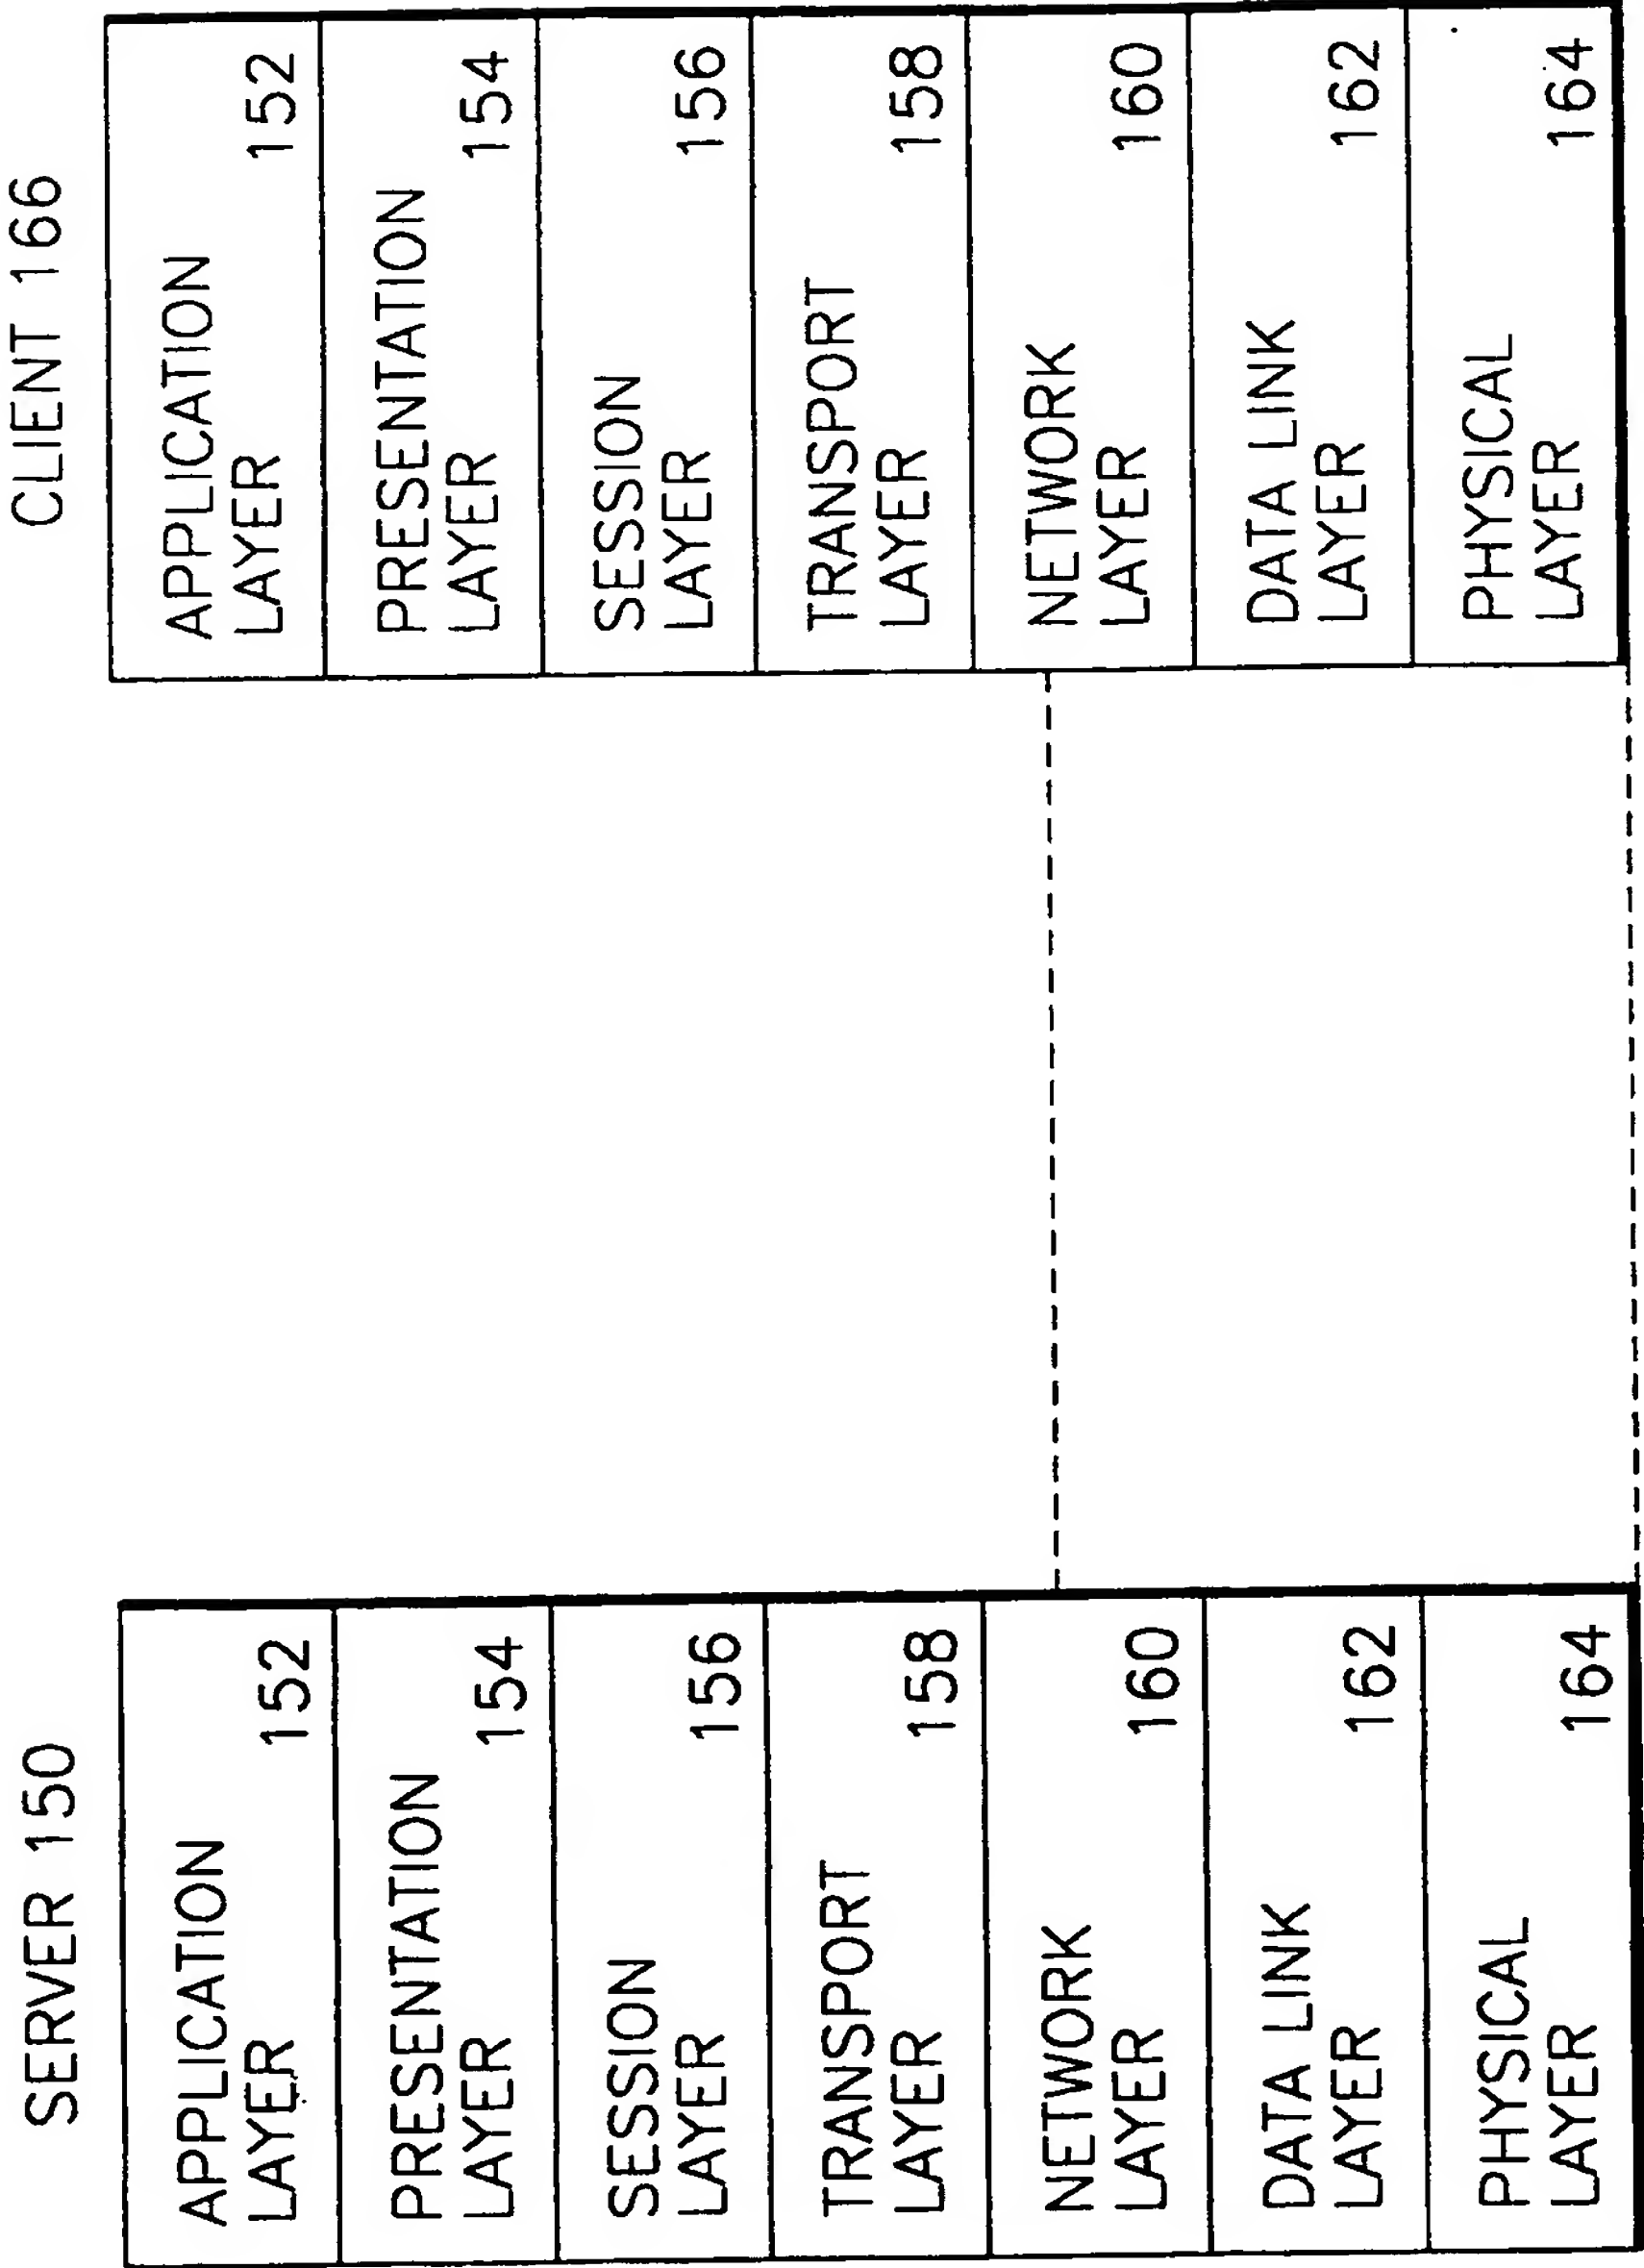 SERVER 150
APPLICATION
LAYER 152
PRESENTATION
LAYER 154
SESSION
LAYER 156
TRANSPORT
LAYER 158
NETWORK
LAYER 160
DATA LINK
LAYER 162
PHYSICAL
LAYER 164
CLIENT 166
APPLICATION
LAYER 152
PRESENTATION
LAYER 154
SESSION
LAYER 156
TRANSPORT
LAYER 158
NETWORK
LAYER 160
DATA LINK
LAYER 162
PHYSICAL
LAYER 164